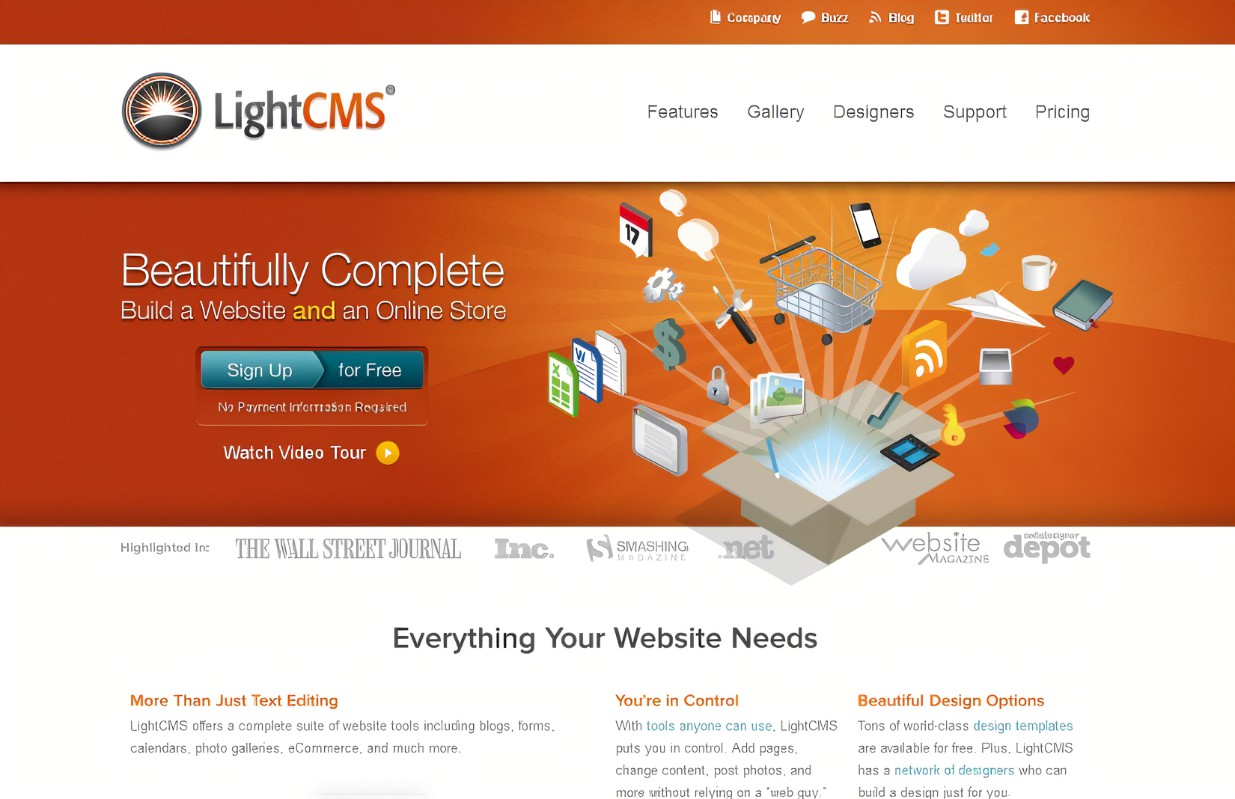 Company Buzz Blog Twitter Facebook
LightCMS®
Features Gallery Designers Support Pricing
17
Beautifully Complete
Build a Website and an Online Store
Sign Up for Free
No Payment Information Required
Watch Video Tour
W
X
$
Highlighted In: THE WALL STREET JOURNAL Inc. SMASHING MAGAZINE .net website MAGAZINE webdesigner depot
Everything Your Website Needs
More Than Just Text Editing
LightCMS offers a complete suite of website tools including blogs, forms,
calendars, photo galleries, eCommerce, and much more.
You're in Control
With tools anyone can use, LightCMS
puts you in control. Add pages,
change content, post photos, and
more without relying on a "web guy."
Beautiful Design Options
Tons of world-class design templates
are available for free. Plus, LightCMS
has a network of designers who can
build a design just for you.